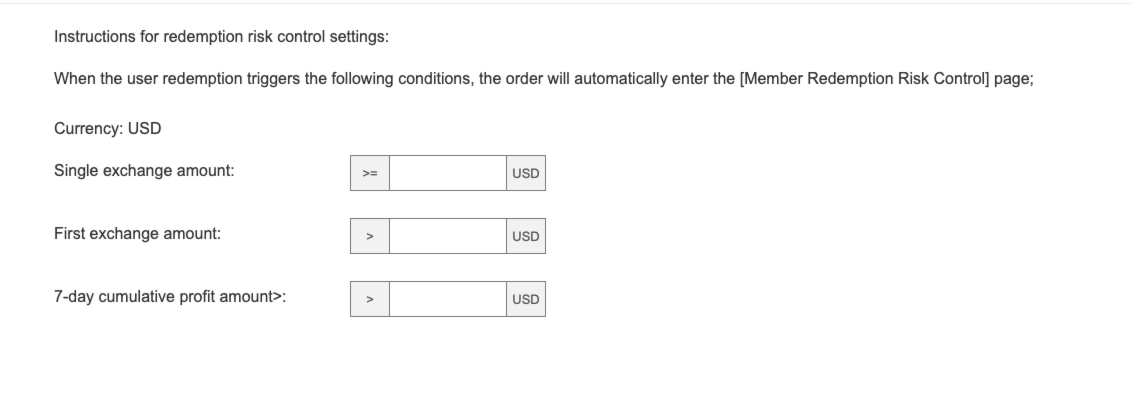 Instructions for redemption risk control settings:
When the user redemption triggers the following conditions, the order will automatically enter the [Member Redemption Risk Control] page;
Currency: USD
Single exchange amount: >= USD
First exchange amount: > USD
7-day cumulative profit amount>: > USD